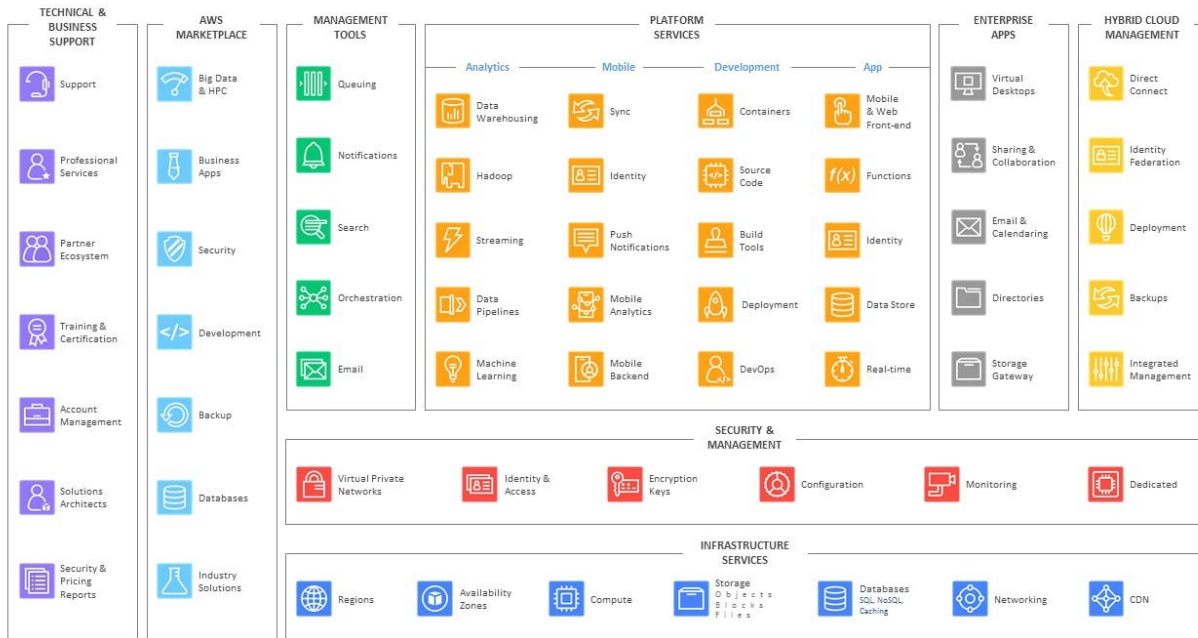 TECHNICAL &
BUSINESS
SUPPORT
Support
Professional
Services
Partner
Ecosystem
Training &
Certification
Account
Management
Solutions
Architects
Security &
Pricing
Reports
AWS
MARKETPLACE
Big Data
& HPC
Business
Apps
Security
</>
Development
Backup
Databases
Industry
Solutions
MANAGEMENT
TOOLS
Queuing
Notifications
Search
Orchestration
Email
PLATFORM
SERVICES
Analytics
Data
Warehousing
Hadoop
Streaming
Data
Pipelines
Machine
Learning
Mobile
Sync
Identity
Push
Notifications
Mobile
Analytics
Mobile
Backend
Development
Containers
</>
Source
Code
Build
Tools
Deployment
</>
DevOps
App
Mobile
& Web
Front-end
f(x)
Functions
Identity
Data Store
Real-time
ENTERPRISE
APPS
Virtual
Desktops
Sharing &
Collaboration
Email &
Calendaring
Directories
Storage
Gateway
HYBRID CLOUD
MANAGEMENT
Direct
Connect
Identity
Federation
Deployment
Backups
Integrated
Management
SECURITY &
MANAGEMENT
Virtual Private
Networks
Identity &
Access
Encryption
Keys
Configuration
Monitoring
Dedicated
INFRASTRUCTURE
SERVICES
Regions
Availability
Zones
Compute
Storage
Objects
Blocks
Files
Databases
SQL, NoSQL,
Caching
Networking
CDN